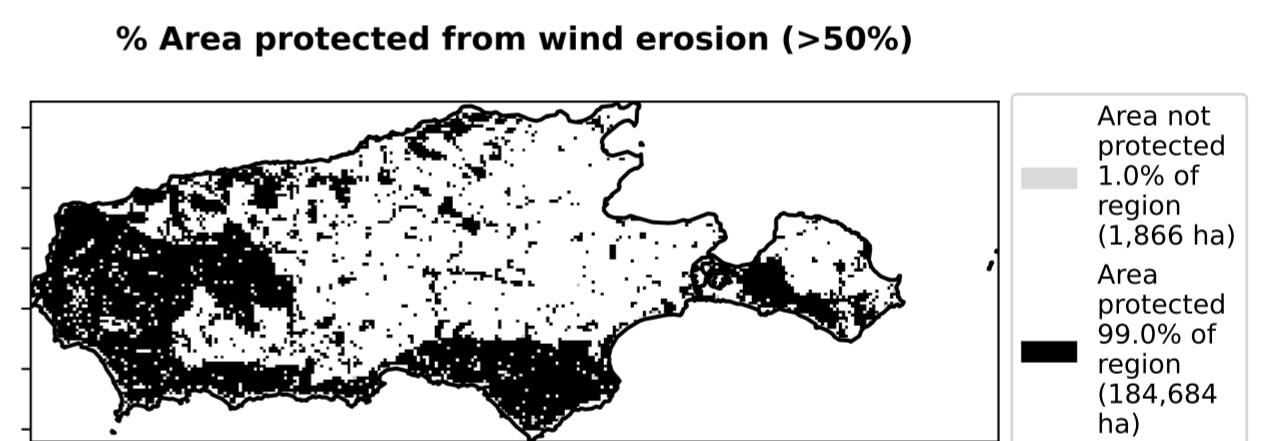 % Area protected from wind erosion (>50%)
Area not
protected
1.0% of
region
(1,866 ha)
Area
protected
99.0% of
region
(184,684
ha)